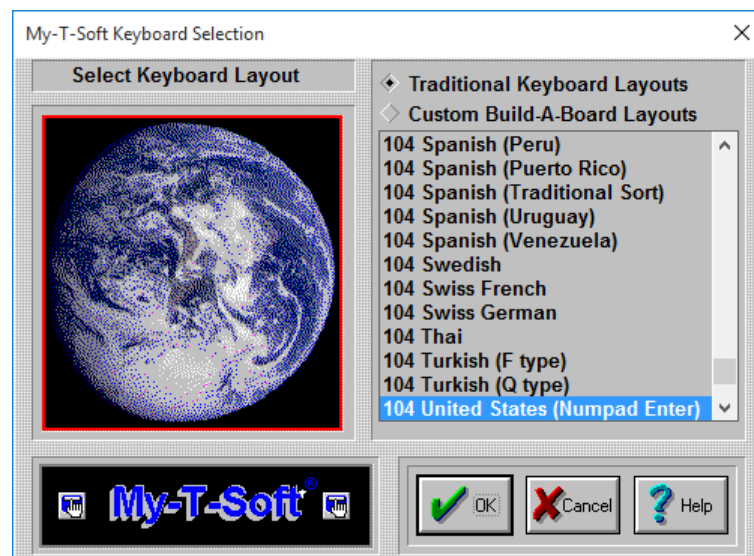 My-T-Soft Keyboard Selection
Select Keyboard Layout
Traditional Keyboard Layouts
Custom Build-A-Board Layouts
104 Spanish (Peru)
104 Spanish (Puerto Rico)
104 Spanish (Traditional Sort)
104 Spanish (Uruguay)
104 Spanish (Venezuela)
104 Swedish
104 Swiss French
104 Swiss German
104 Thai
104 Turkish (F type)
104 Turkish (Q type)
104 United States (Numpad Enter)
My-T-Soft®
OK
Cancel
Help